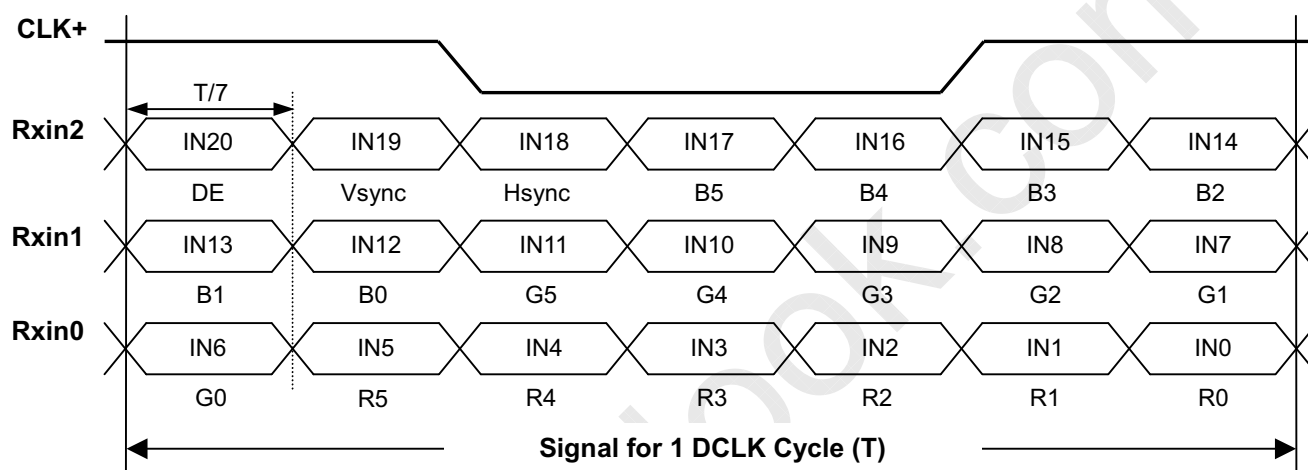 CLK+
T/7
Rxin2 IN20 IN19 IN18 IN17 IN16 IN15 IN14
DE Vsync Hsync B5 B4 B3 B2
Rxin1 IN13 IN12 IN11 IN10 IN9 IN8 IN7
B1 B0 G5 G4 G3 G2 G1
Rxin0 IN6 IN5 IN4 IN3 IN2 IN1 IN0
G0 R5 R4 R3 R2 R1 R0
Signal for 1 DCLK Cycle (T)